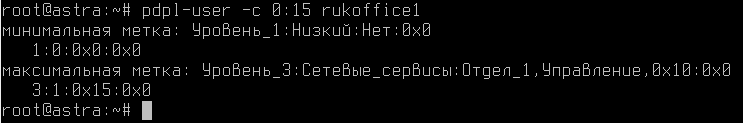 root@astra:~# pdpl-user -c 0:15 rukoffice1
минимальная метка: Уровень_1:Низкий:Нет:0x0
1:0:0x0:0x0
максимальная метка: Уровень_3:Сетевые_сервисы:Отдел_1,Управление,0x10:0x0
3:1:0x15:0x0
root@astra:~#